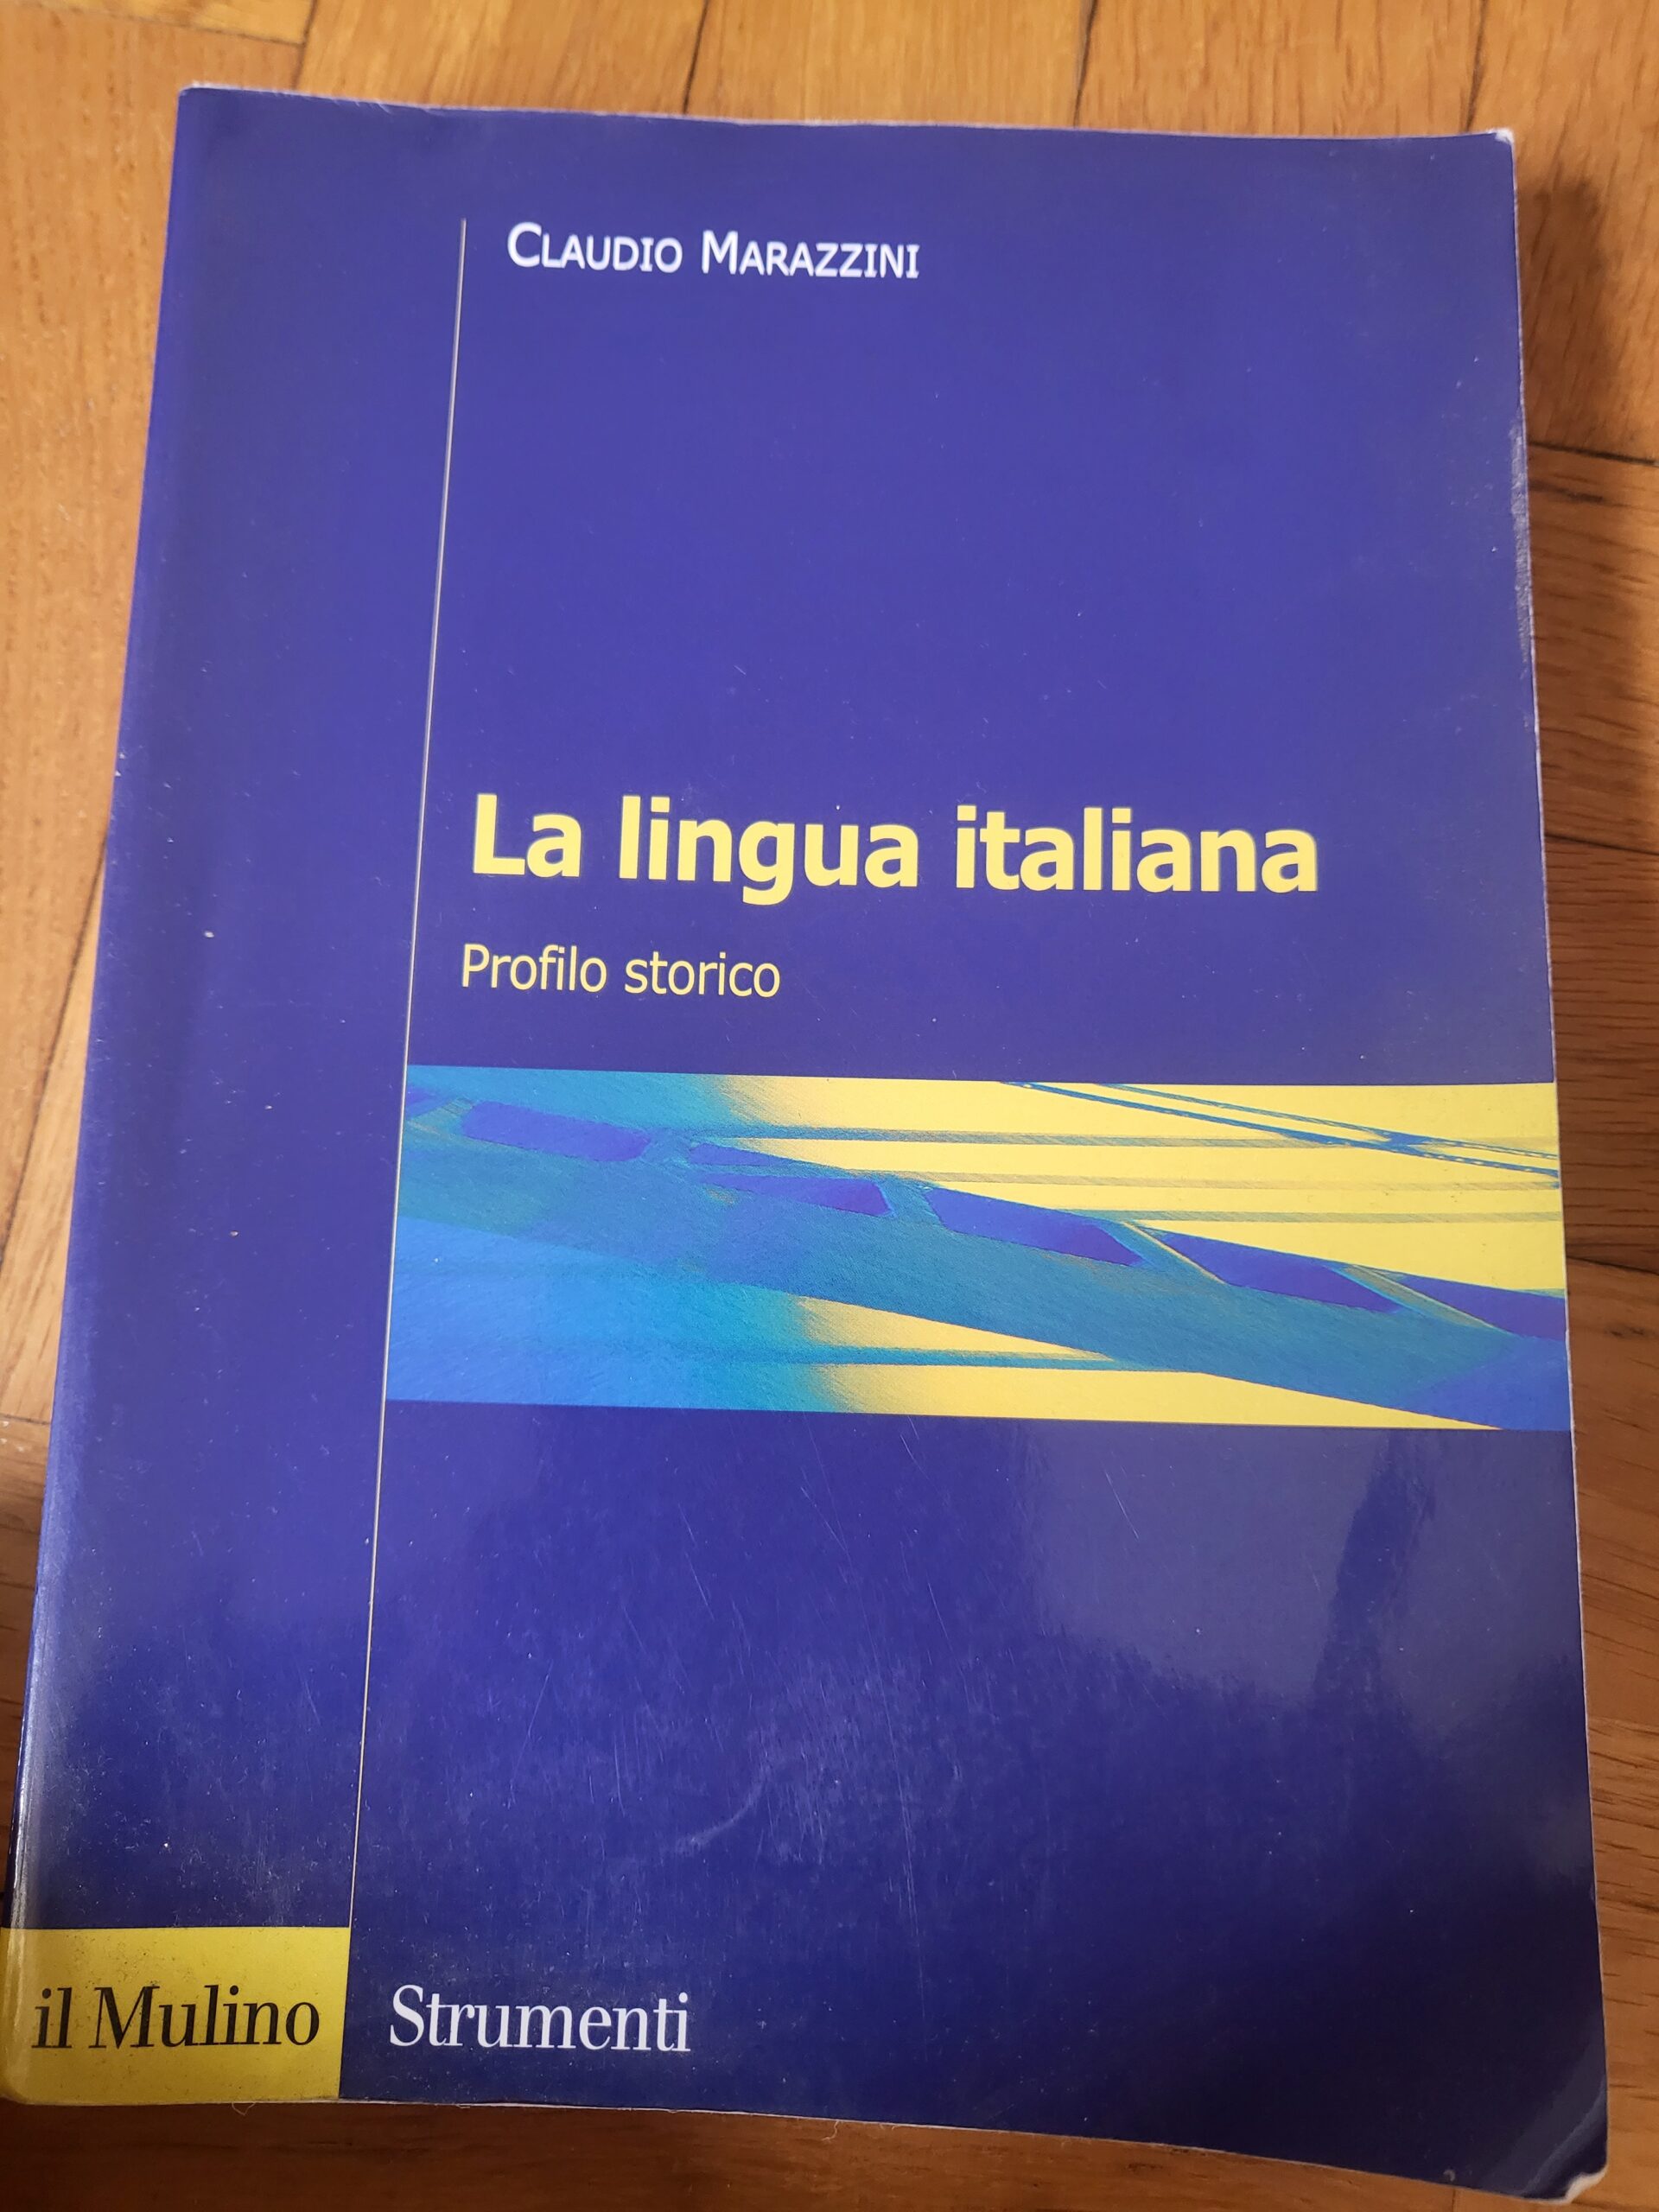 CLAUDIO MARAZZINI
La lingua italiana
Profilo storico
il Mulino
Strumenti